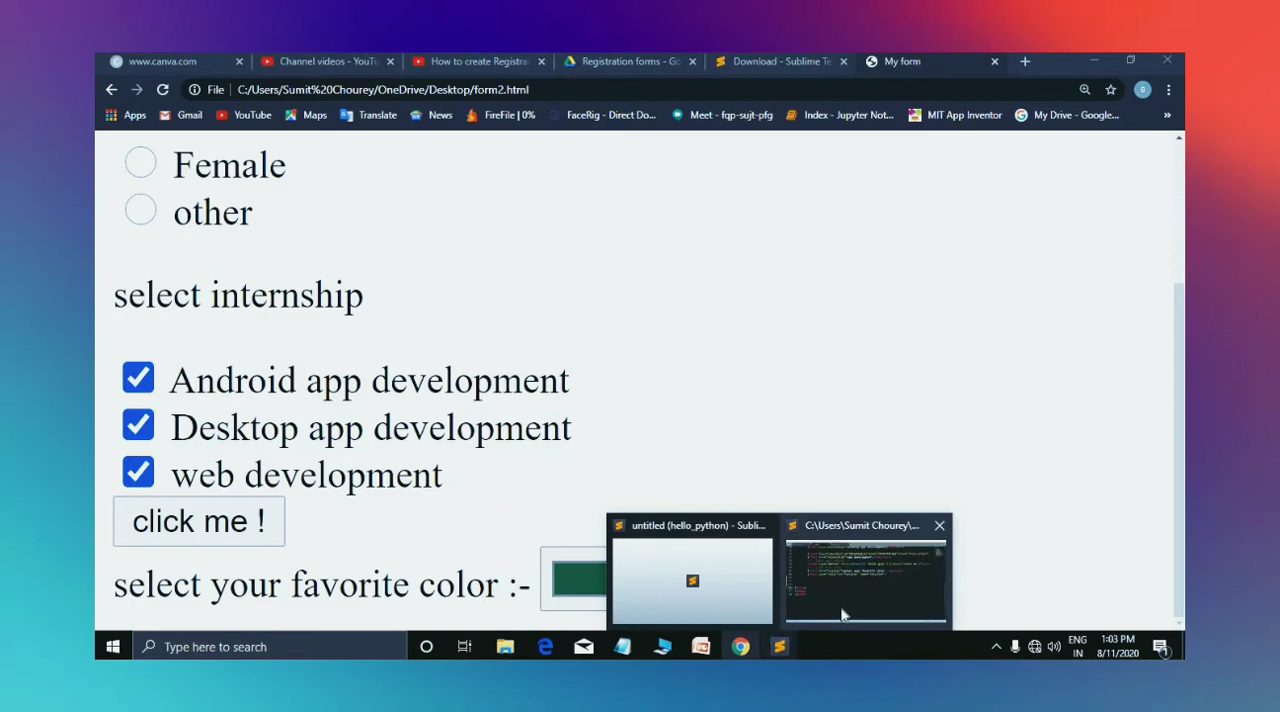 www.canva.com
Channel videos - YouTu
How to create Registra
Registration forms - Go
Download - Sublime Te
My form
File
C:/Users/Sumit%20Chourey/OneDrive/Desktop/form2.html
S
Apps
Gmail
YouTube
Maps
Translate
News
FireFile | 0%
FaceRig - Direct Do...
Meet - fqp-sujt-pfg
Index - Jupyter Not...
MIT App Inventor
My Drive - Google...
»
Female
other
select internship
Android app development
Desktop app development
web development
click me !
select your favorite color :-
untitled (hello_python) - Subli...
C:\Users\Sumit Chourey\...
Type here to search
ENG
IN
1:03 PM
8/11/2020
1